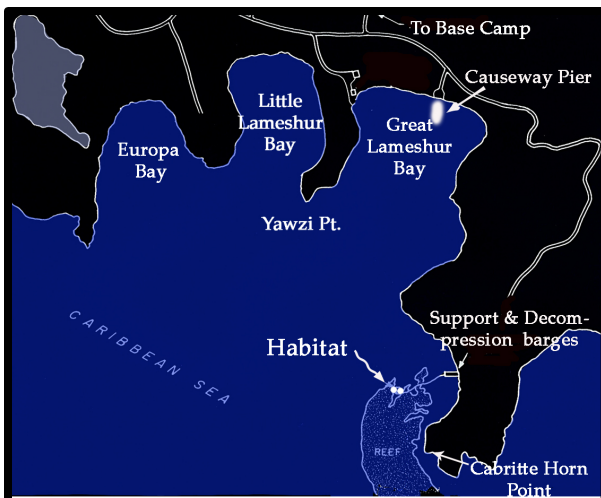 To Base Camp
Causeway Pier
Little
Lameshur
Bay
Great
Lameshur
Bay
Europa
Bay
Yawzi Pt.
CARIBBEAN SEA
Support & Decom-
pression barges
Habitat
REEF
Cabritte Horn
Point